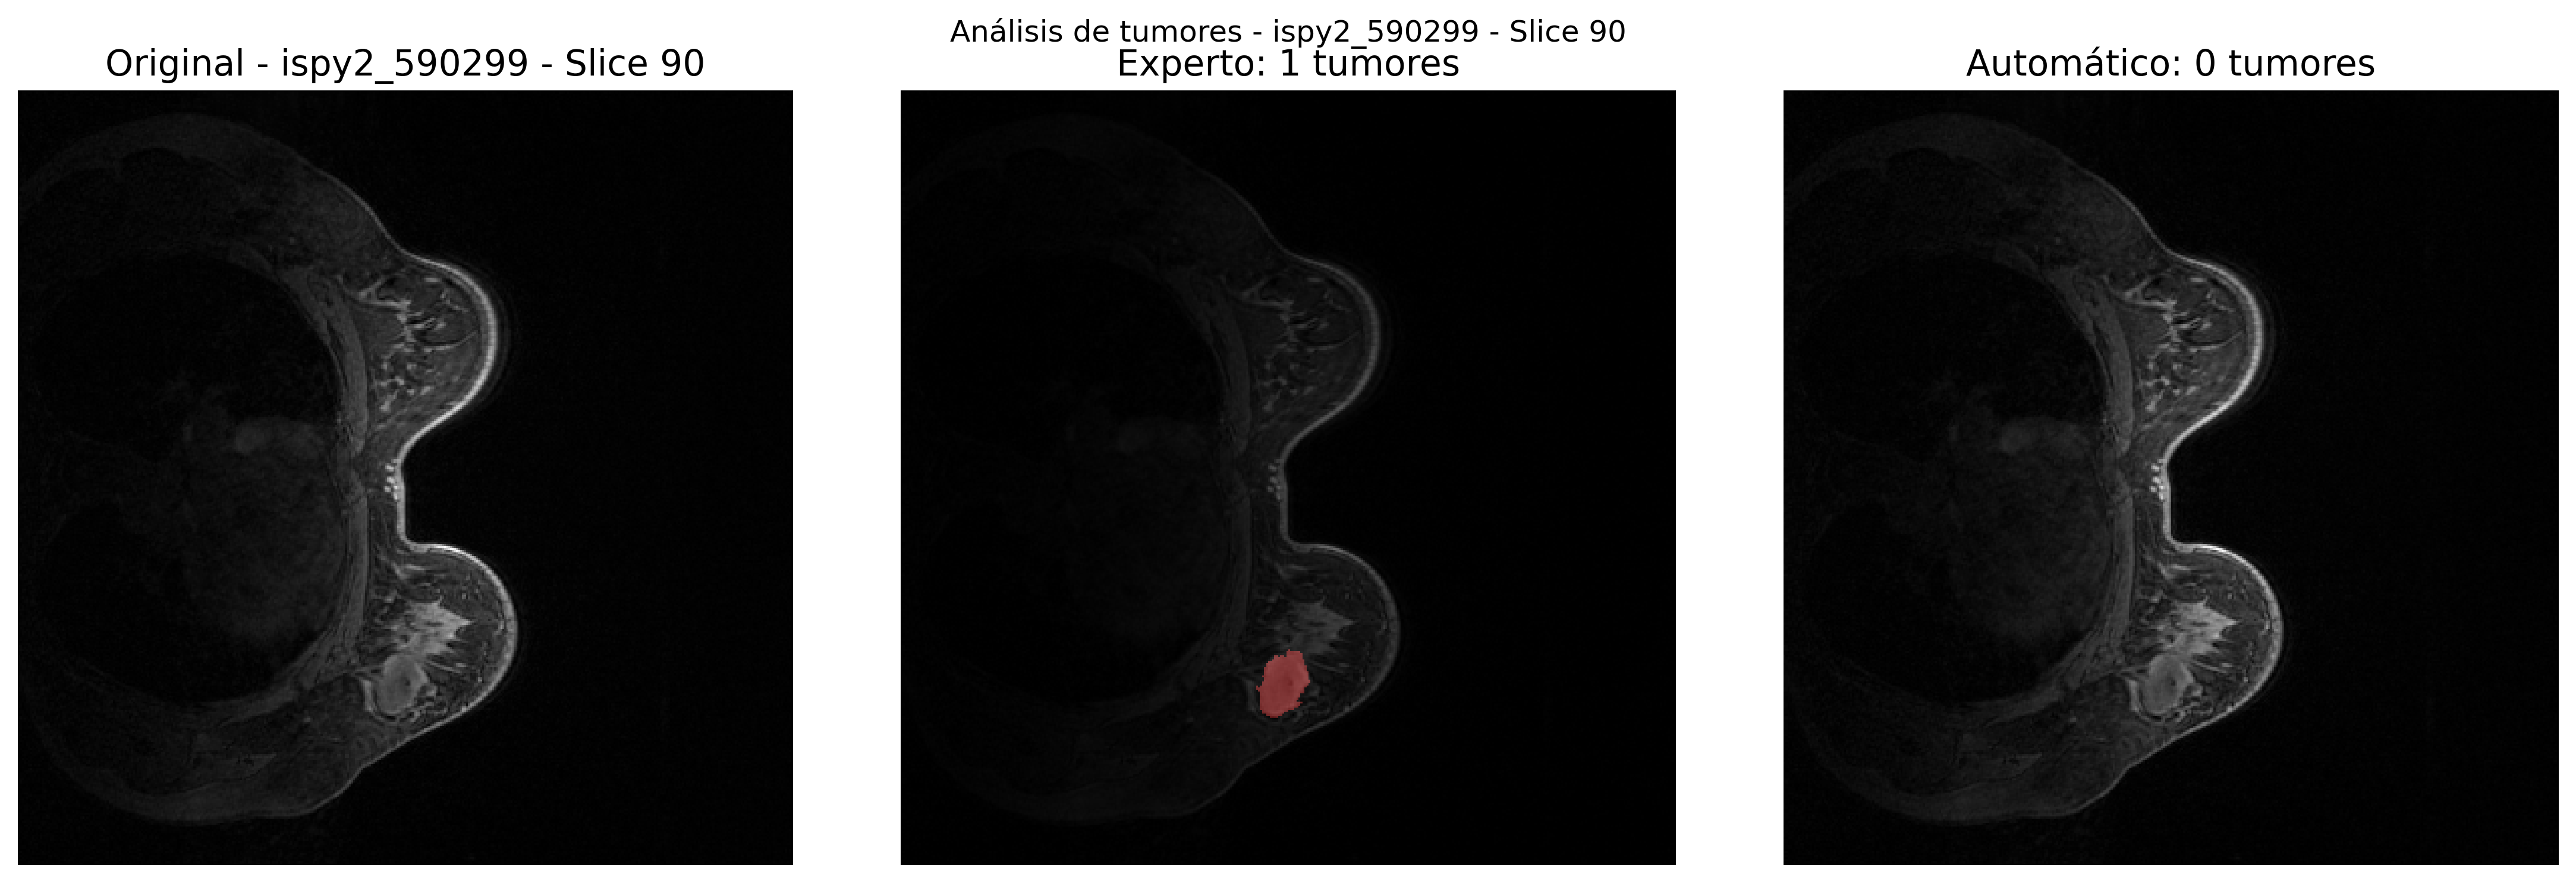 Análisis de tumores - ispy2_590299 - Slice 90
Original - ispy2_590299 - Slice 90
Experto: 1 tumores
Automático: 0 tumores